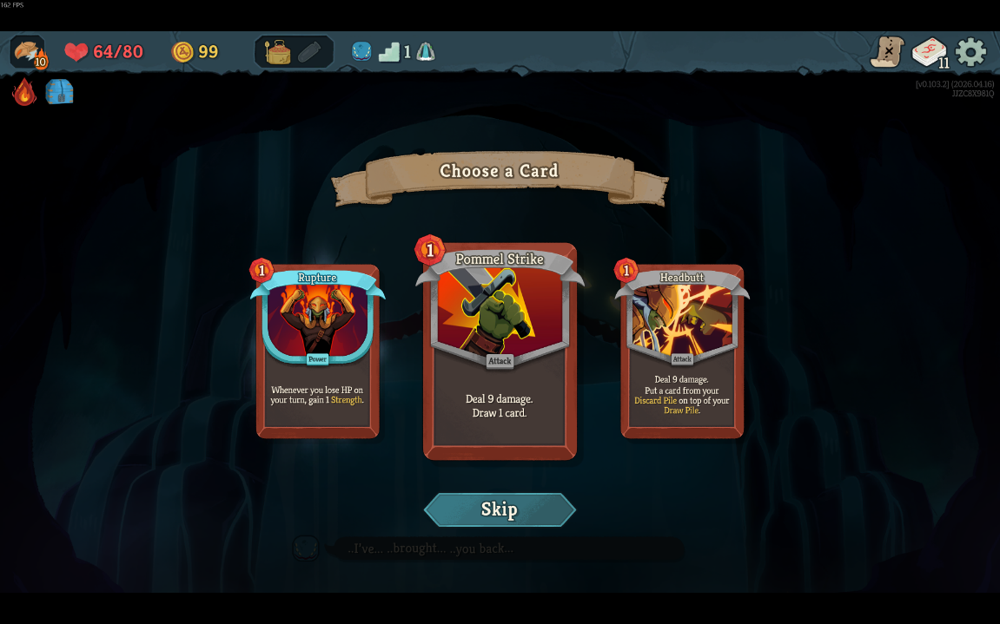 162 FPS
10
64/80
99
1
11
[v0.103.2] (2026.04.16)
JJZC8X981Q
Choose a Card
1
Rupture
Power
Whenever you lose HP on
your turn, gain 1 Strength.
1
Pommel Strike
Attack
Deal 9 damage.
Draw 1 card.
1
Headbutt
Attack
Deal 9 damage.
Put a card from your
Discard Pile on top of your
Draw Pile.
Skip
..I've... ..brought... ..you back...